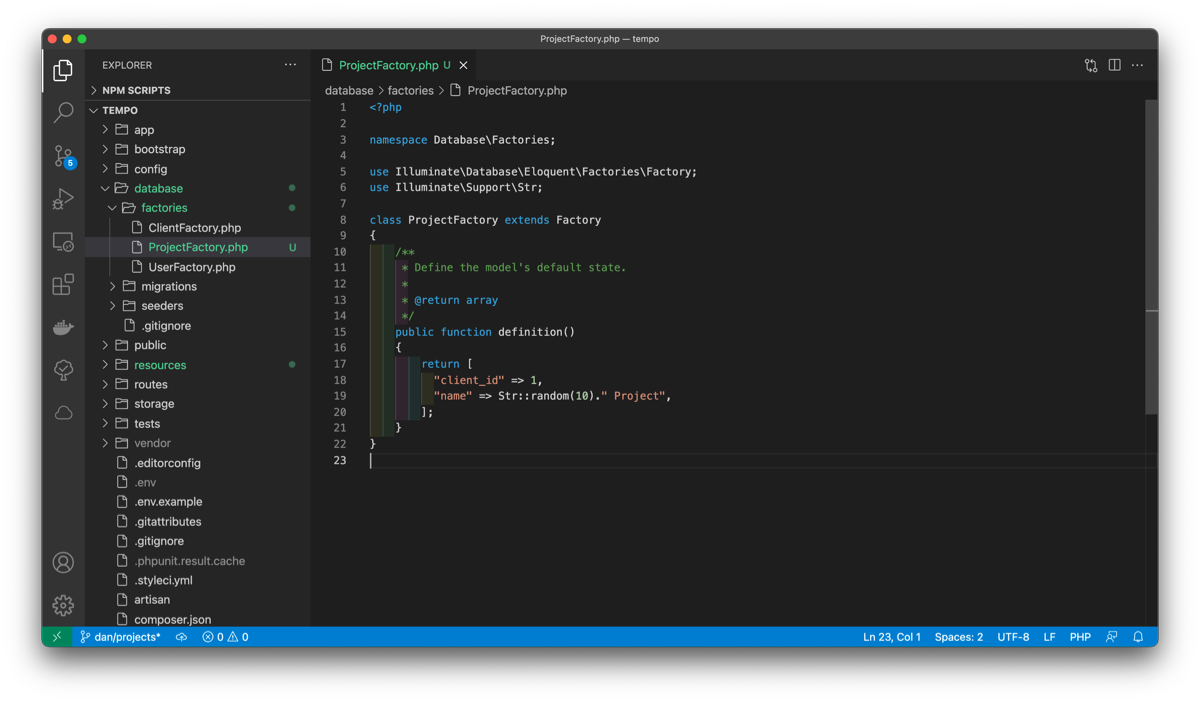 ProjectFactory.php — tempo
EXPLORER
NPM SCRIPTS
TEMPO
app
bootstrap
config
database
factories
ClientFactory.php
ProjectFactory.php U
UserFactory.php
migrations
seeders
.gitignore
public
resources
routes
storage
tests
vendor
.editorconfig
.env
.env.example
.gitattributes
.gitignore
.phpunit.result.cache
.styleci.yml
artisan
composer.json
5
ProjectFactory.php U
database > factories > ProjectFactory.php
1 <?php
2
3 namespace Database\Factories;
4
5 use Illuminate\Database\Eloquent\Factories\Factory;
6 use Illuminate\Support\Str;
7
8 class ProjectFactory extends Factory
9 {
10 /**
11 * Define the model's default state.
12 *
13 * @return array
14 */
15 public function definition()
16 {
17 return [
18 "client_id" => 1,
19 "name" => Str::random(10)." Project",
20 ];
21 }
22 }
23
dan/projects* 0 0 Ln 23, Col 1 Spaces: 2 UTF-8 LF PHP